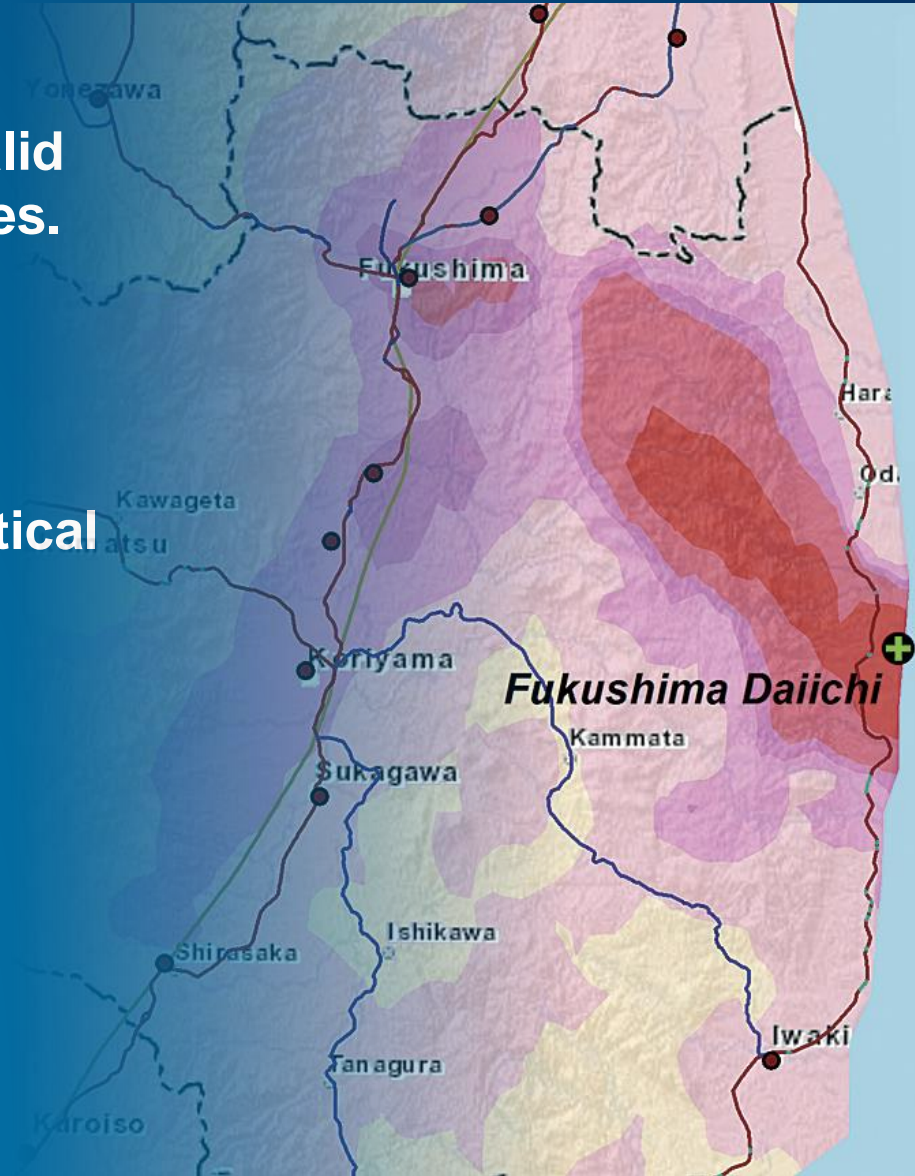 Yonezawa
lid
es.
Fukushima
Hara
Od
Kawageta
tical
atsu
Koriyama
Fukushima Daiichi
Kammata
Sukagawa
Ishikawa
Shirasaka
Iwaki
Tanagura
Kuroiso